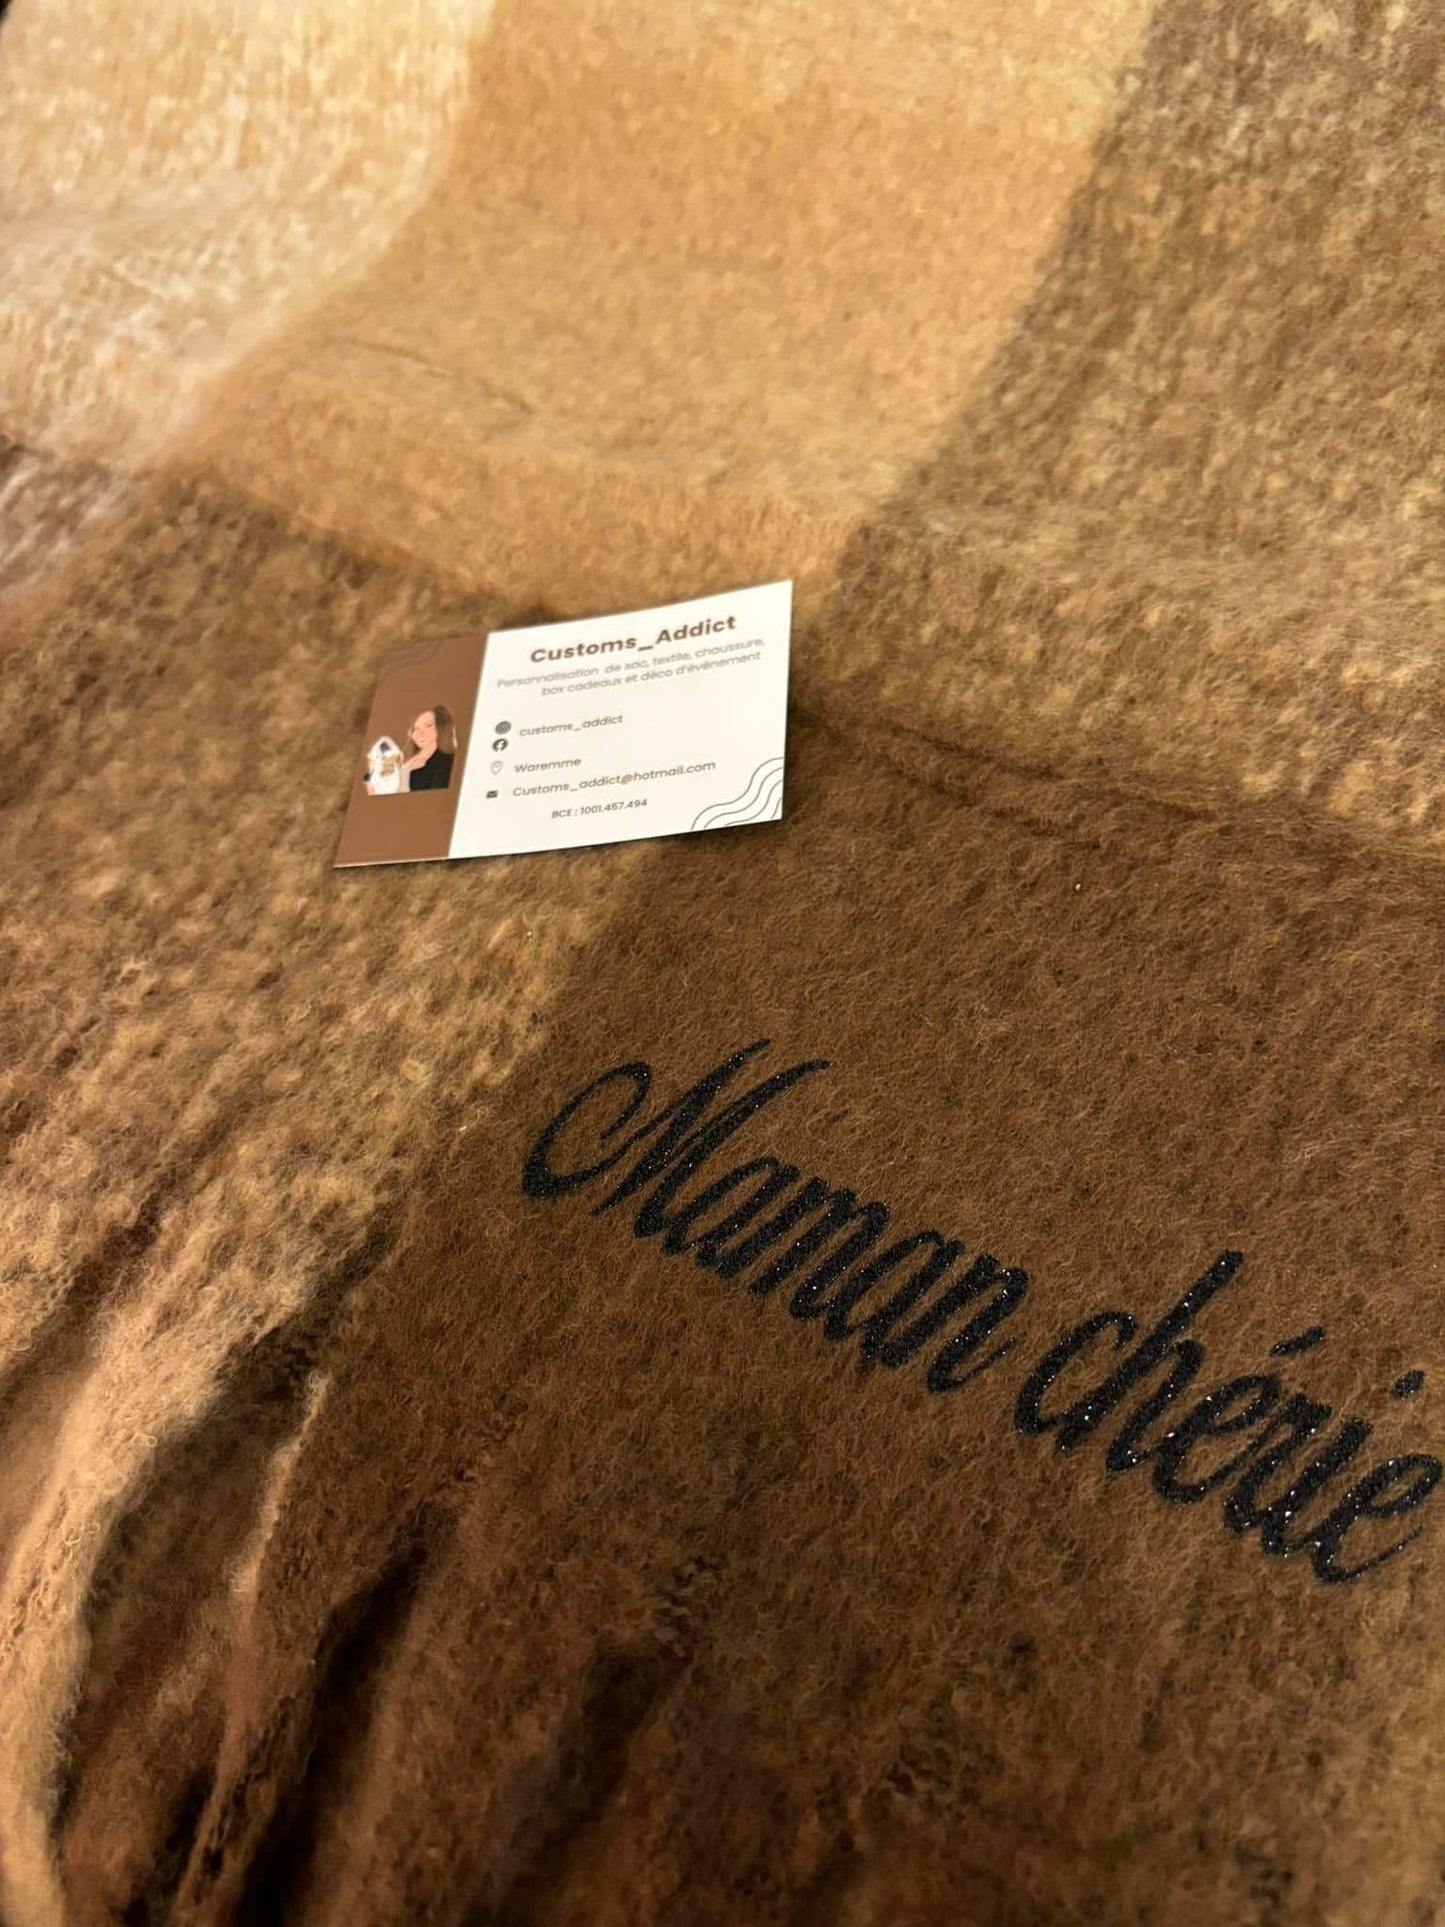 Customs_Addict
Personnalisation de sac, textile, chaussure,
box cadeaux et déco d'évènement
customs_addict
Waremme
Customs_addict@hotmail.com
BCE : 1001.457.494
Maman chérie